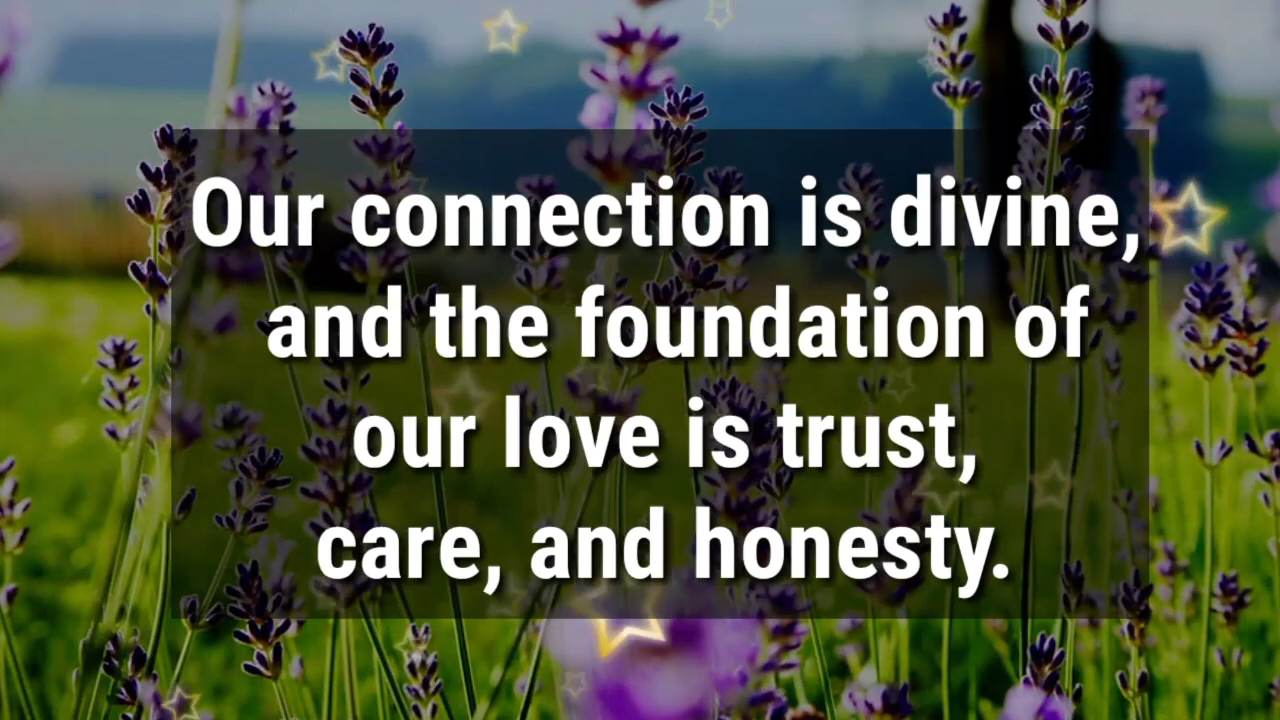 Our connection is divine,
and the foundation of
our love is trust,
care, and honesty.